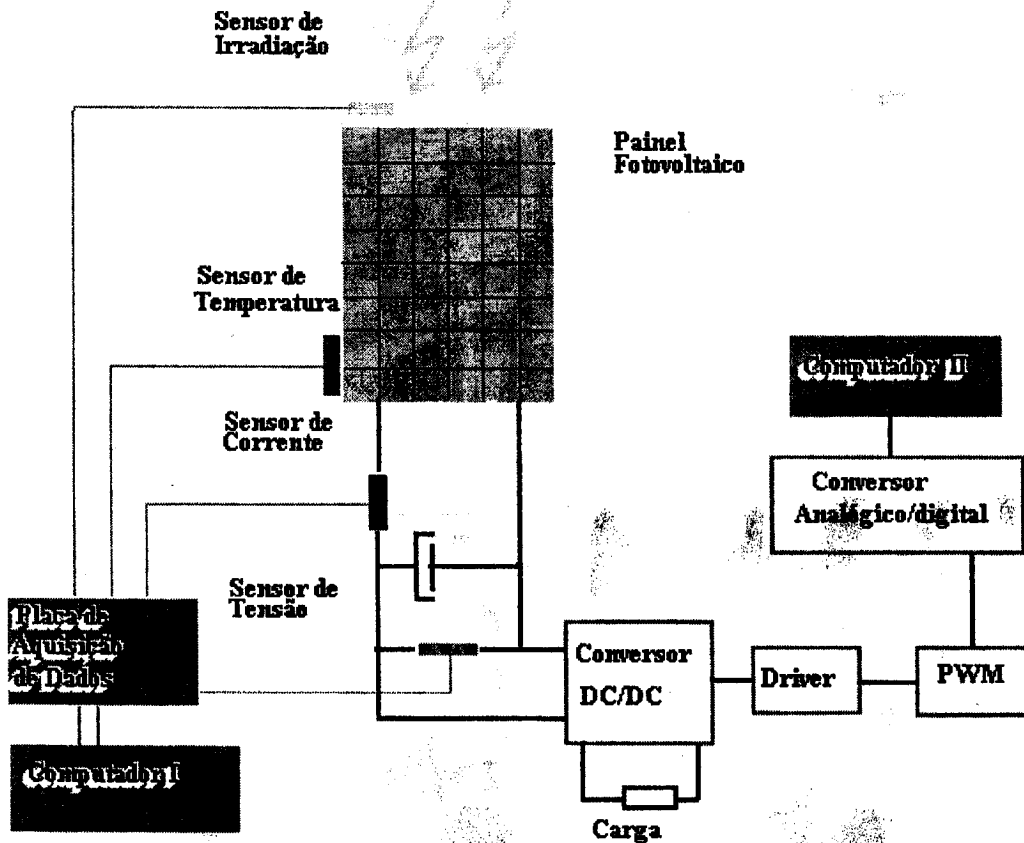 Sensor de
Irradiação
Painel
Fotovoltaico
Sensor de
Temperatura
Computador II
Sensor de
Corrente
Conversor
Analógico/digital
Sensor de
Tensão
Placa de
Aquisição
de Dados
Conversor
DC/DC
Driver
PWM
Computador I
Carga